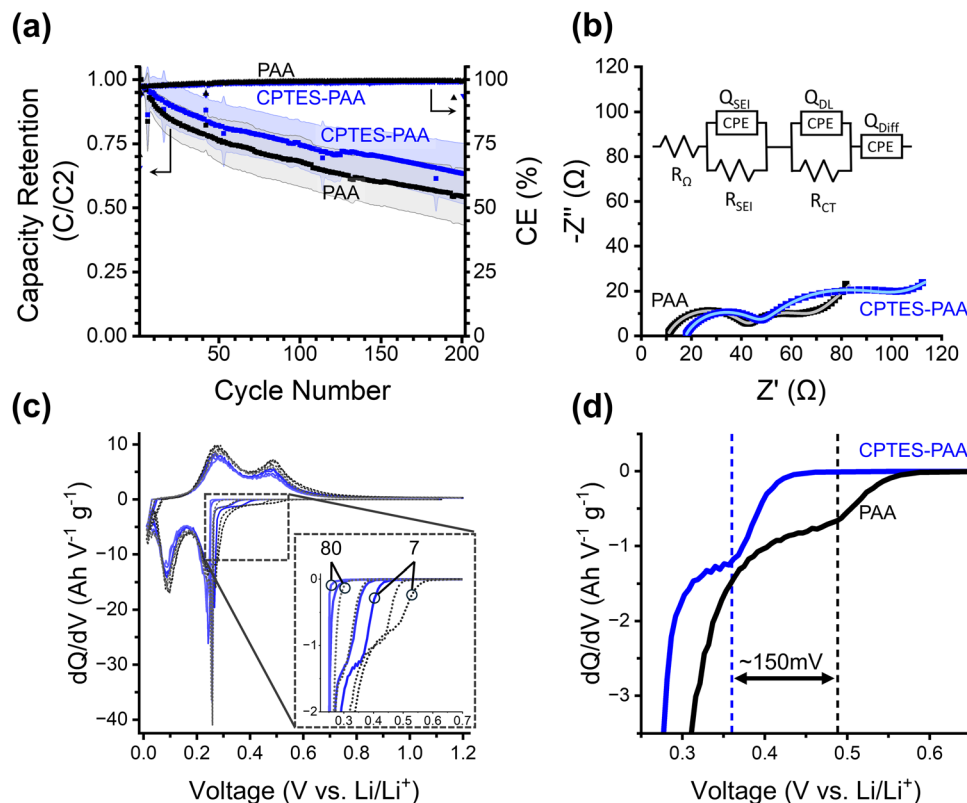 (a)
PAA
CPTES-PAA
CPTES-PAA
PAA
1.00
0.75
0.50
0.25
0.00
100
75
50
25
0
50
100
150
200
Capacity Retention
(C/C2)
CE (%)
Cycle Number
(b)
120
100
80
60
40
20
0
-Z'' (Ω)
Q_SEI
CPE
Q_DL
CPE
Q_Diff
CPE
R_Ω
R_SEI
R_CT
PAA
CPTES-PAA
0
20
40
60
80
100
120
Z' (Ω)
(c)
10
0
−10
−20
−30
−40
dQ/dV (Ah V⁻¹ g⁻¹)
80
7
0
−1
−2
0.3
0.4
0.5
0.6
0.7
0.0
0.2
0.4
0.6
0.8
1.0
1.2
Voltage (V vs. Li/Li⁺)
(d)
CPTES-PAA
PAA
~150mV
0
−1
−2
−3
dQ/dV (Ah V⁻¹ g⁻¹)
0.3
0.4
0.5
0.6
Voltage (V vs. Li/Li⁺)